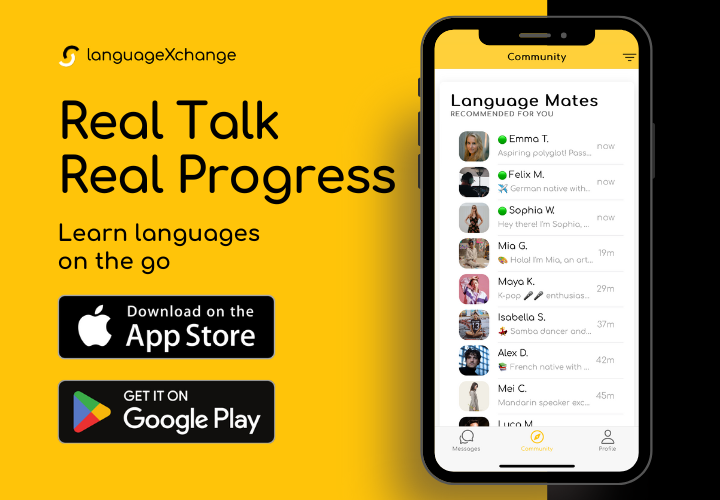 languageXchange
Real Talk
Real Progress
Learn languages
on the go
Download on the
App Store
GET IT ON
Google Play
Community
Language Mates
RECOMMENDED FOR YOU
Emma T.
Aspiring polyglot! Pass...
now
Felix M.
✈️ German native with...
now
Sophia W.
Hey there! I'm Sophia, ...
now
Mia G.
🎨 Hola! I'm Mia, an art...
19m
Maya K.
K-pop 🎤 🎤 enthusias...
29m
Isabella S.
💃 Samba dancer and...
37m
Alex D.
📚 French native with ...
42m
Mei C.
Mandarin speaker exc...
45m
Luca M.
Messages
Community
Profile